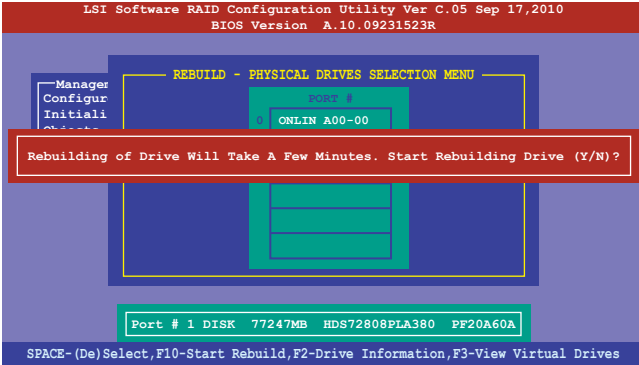 LSI Software RAID Configuration Utility Ver C.05 Sep 17,2010
BIOS Version A.10.09231523R
REBUILD - PHYSICAL DRIVES SELECTION MENU
Managem
Configur
Initiali
PORT #
0 ONLIN A00-00
Rebuilding of Drive Will Take A Few Minutes. Start Rebuilding Drive (Y/N)?
Port # 1 DISK 77247MB HDS72808PLA380 PF20A60A
SPACE-(De)Select,F10-Start Rebuild,F2-Drive Information,F3-View Virtual Drives